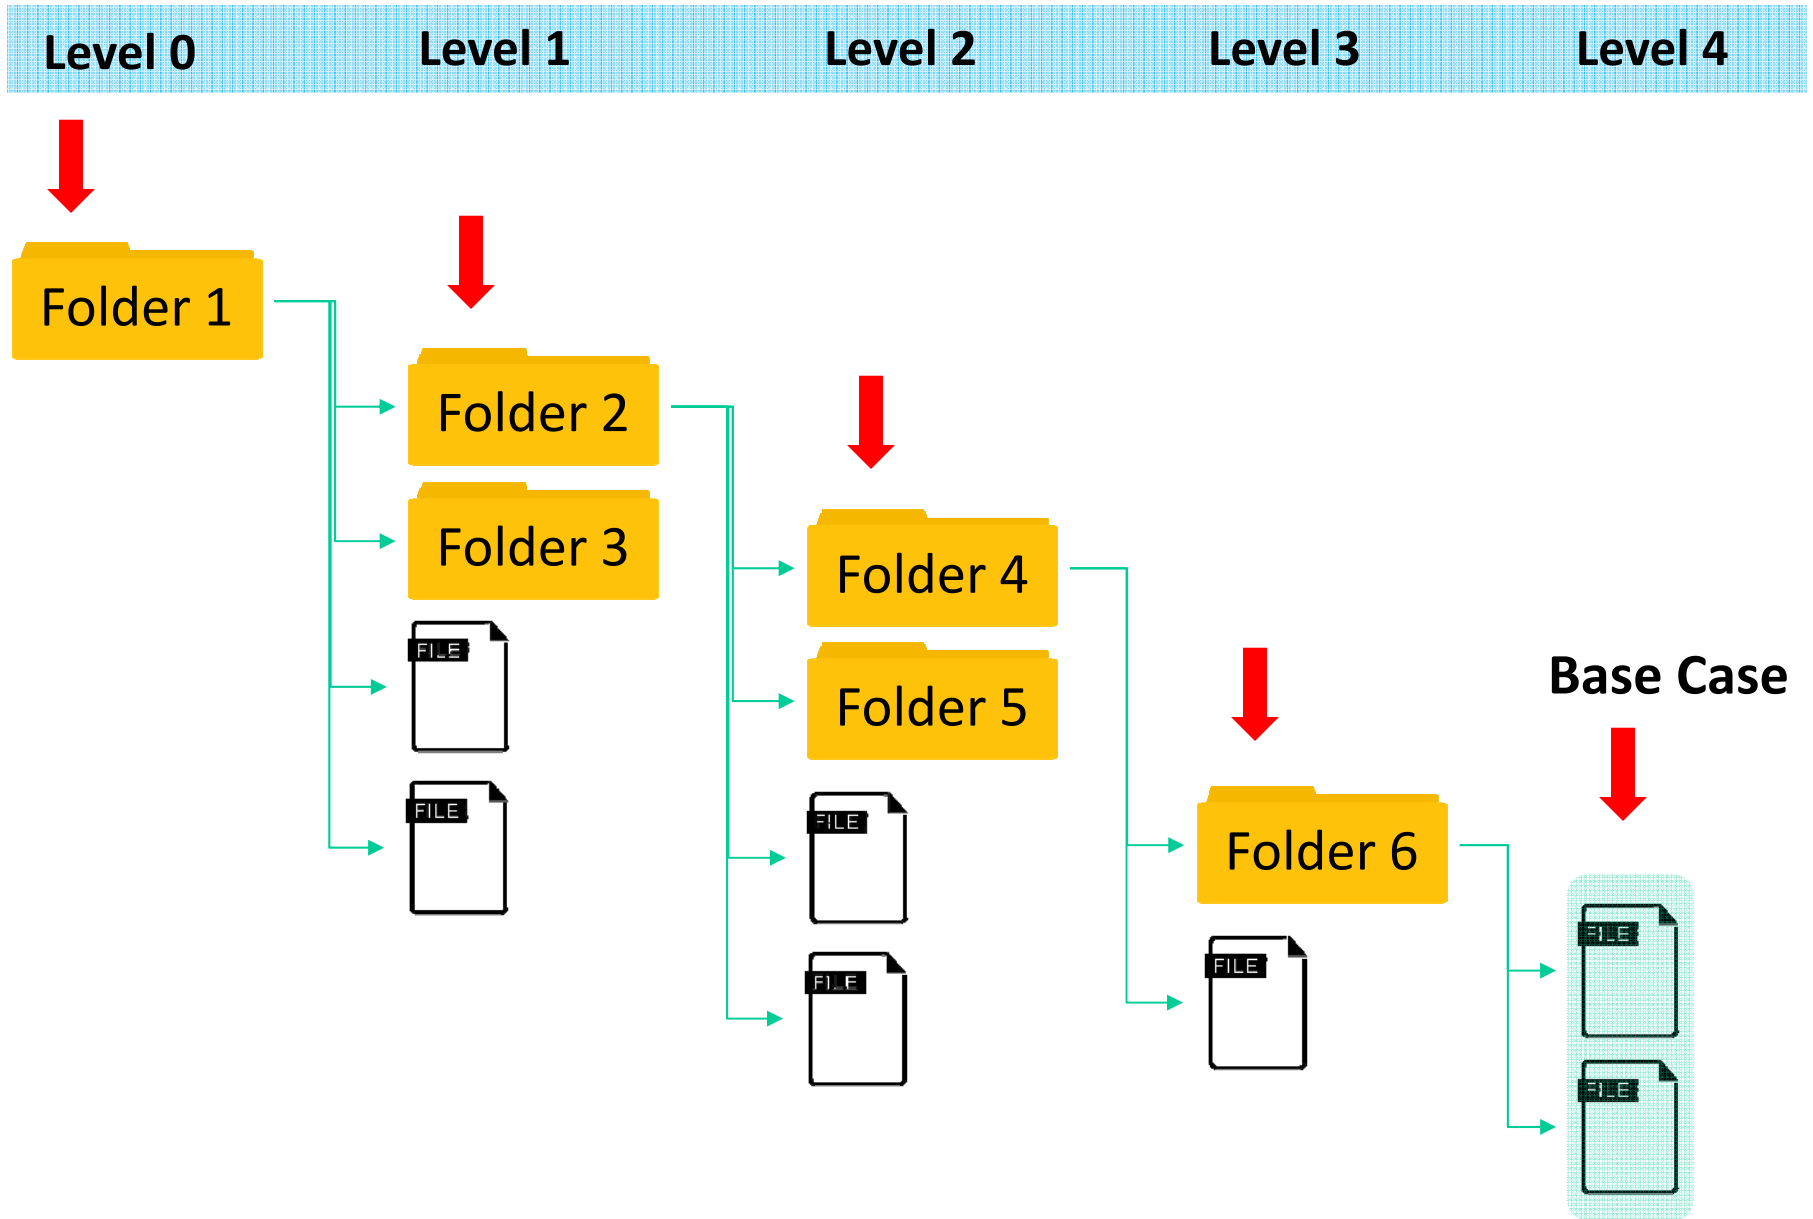 Level 0
Level 1
Level 2
Level 3
Level 4
Folder 1
Folder 2
Folder 3
FILE
FILE
Folder 4
Folder 5
FILE
FILE
Folder 6
FILE
Base Case
FILE
FILE